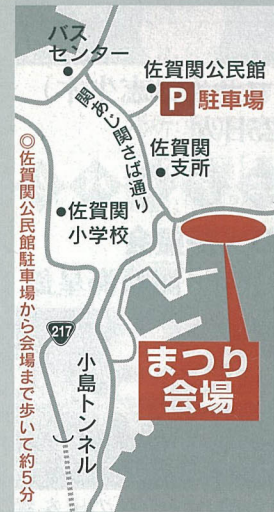 バス
センター
佐賀関公民館
P 駐車場
関あじ関さば通り
佐賀関
支所
佐賀関
小学校
◎佐賀関公民館駐車場から会場まで歩いて約5分
217
小島トンネル
まつり
会場